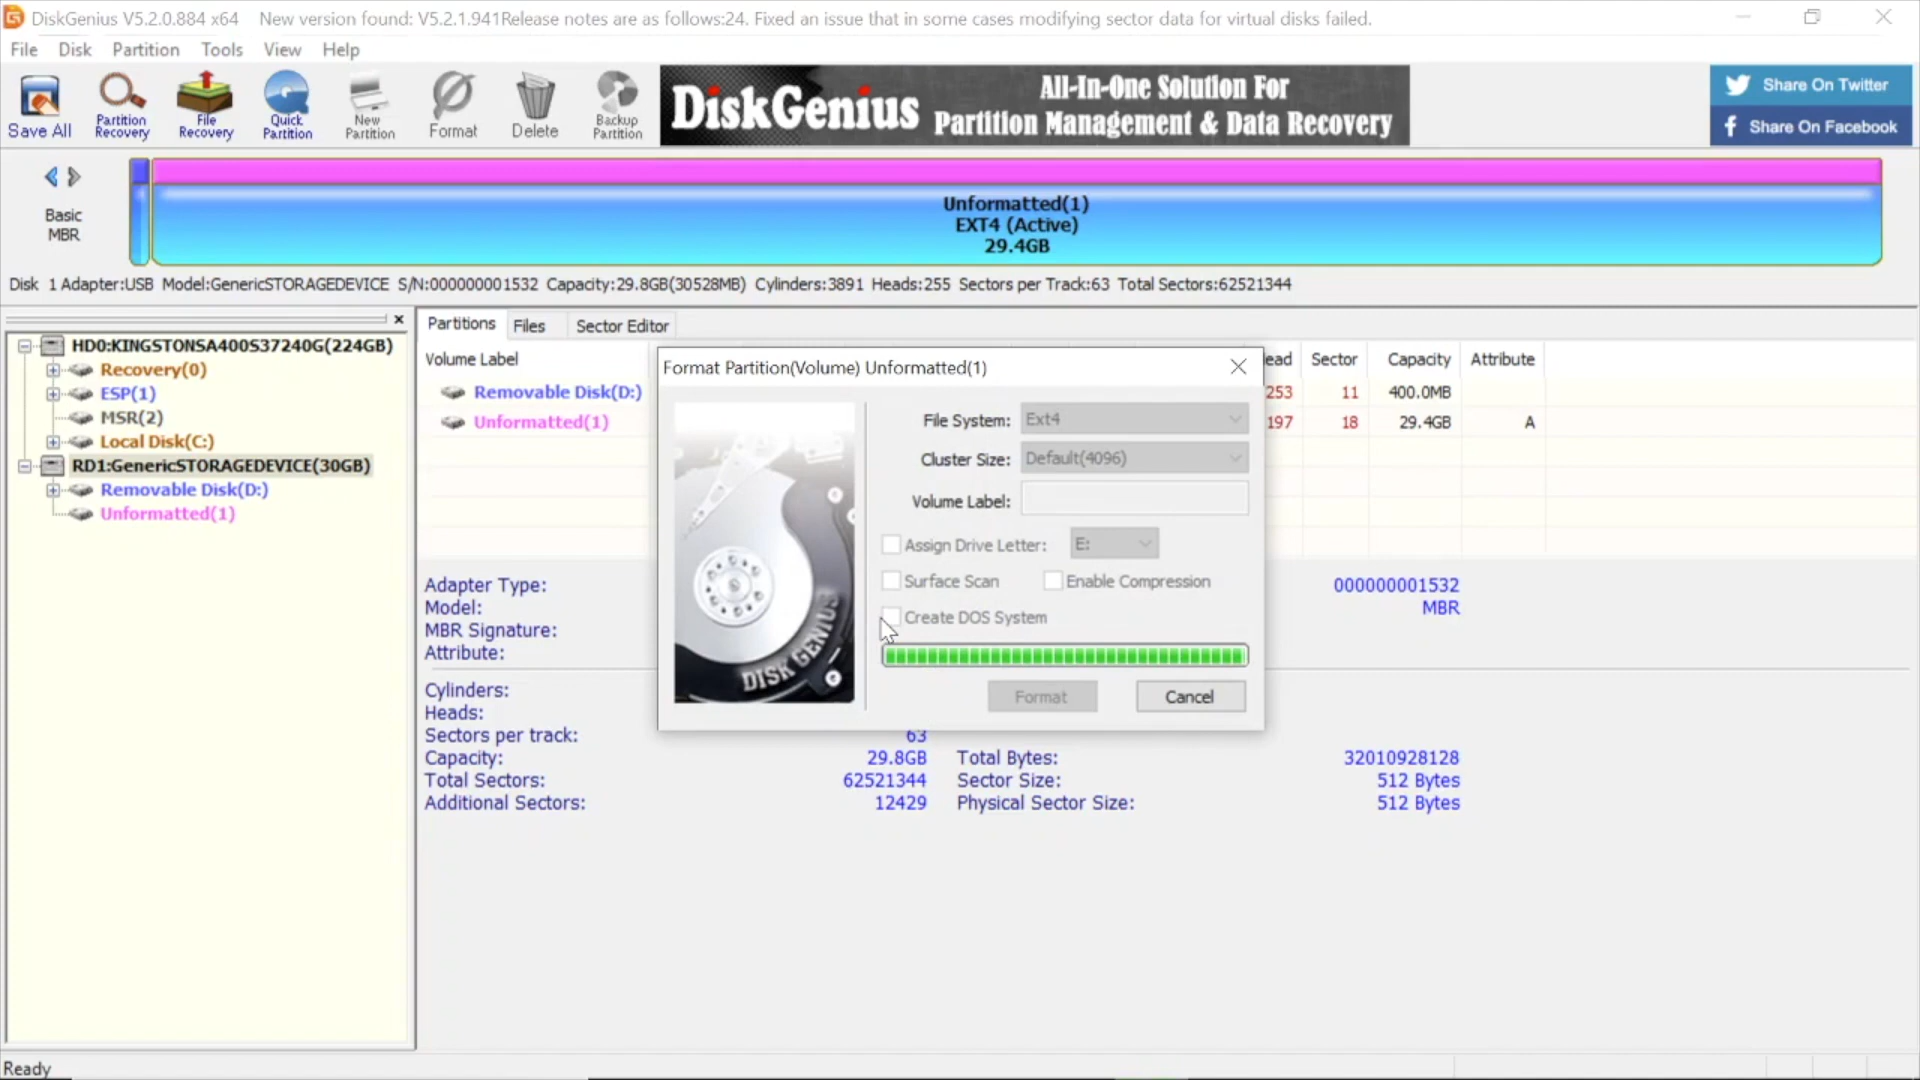 DiskGenius V5.2.0.884 x64 New version found: V5.2.1.941Release notes are as follows:24. Fixed an issue that in some cases modifying sector data for virtual disks failed.
File Disk Partition Tools View Help
Save All
Partition Recovery
File Recovery
Quick Partition
New Partition
Format
Delete
Backup Partition
DiskGenius
All-In-One Solution For
Partition Management & Data Recovery
Share On Twitter
Share On Facebook
Basic
MBR
Unformatted(1)
EXT4 (Active)
29.4GB
Disk 1 Adapter:USB Model:GenericSTORAGEDEVICE S/N:000000001532 Capacity:29.8GB(30528MB) Cylinders:3891 Heads:255 Sectors per Track:63 Total Sectors:62521344
HD0:KINGSTONSA400S37240G(224GB)
Recovery(0)
ESP(1)
MSR(2)
Local Disk(C:)
RD1:GenericSTORAGEDEVICE(30GB)
Removable Disk(D:)
Unformatted(1)
Partitions Files Sector Editor
Volume Label ead Sector Capacity Attribute
Removable Disk(D:) 253 11 400.0MB
Unformatted(1) 197 18 29.4GB A
Format Partition(Volume) Unformatted(1)
DISK GENIUS
File System: Ext4
Cluster Size: Default(4096)
Volume Label:
Assign Drive Letter: E:
Surface Scan Enable Compression
Create DOS System
Format Cancel
Adapter Type: 000000001532
Model: MBR
MBR Signature:
Attribute:
Cylinders:
Heads:
Sectors per track: 63
Capacity: 29.8GB Total Bytes: 32010928128
Total Sectors: 62521344 Sector Size: 512 Bytes
Additional Sectors: 12429 Physical Sector Size: 512 Bytes
Ready